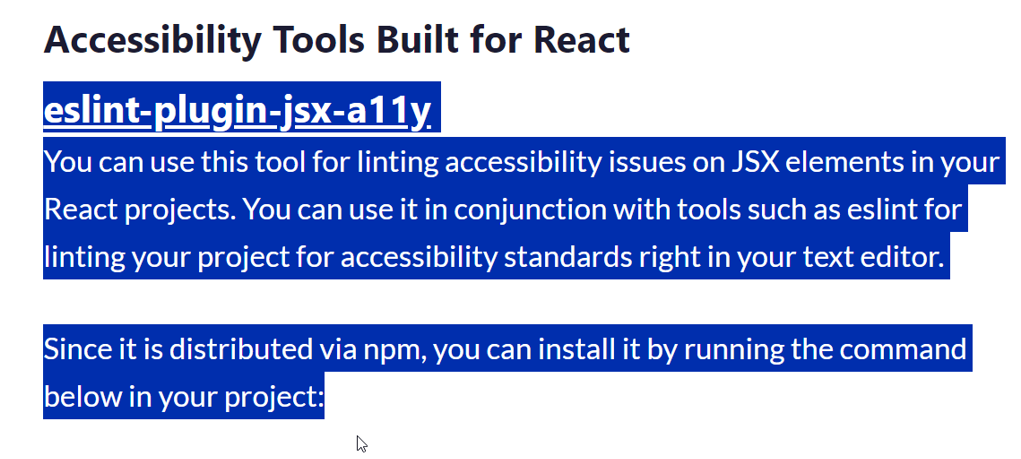 Accessibility Tools Built for React
eslint-plugin-jsx-a11y
You can use this tool for linting accessibility issues on JSX elements in your
React projects. You can use it in conjunction with tools such as eslint for
linting your project for accessibility standards right in your text editor.
Since it is distributed via npm, you can install it by running the command
below in your project: